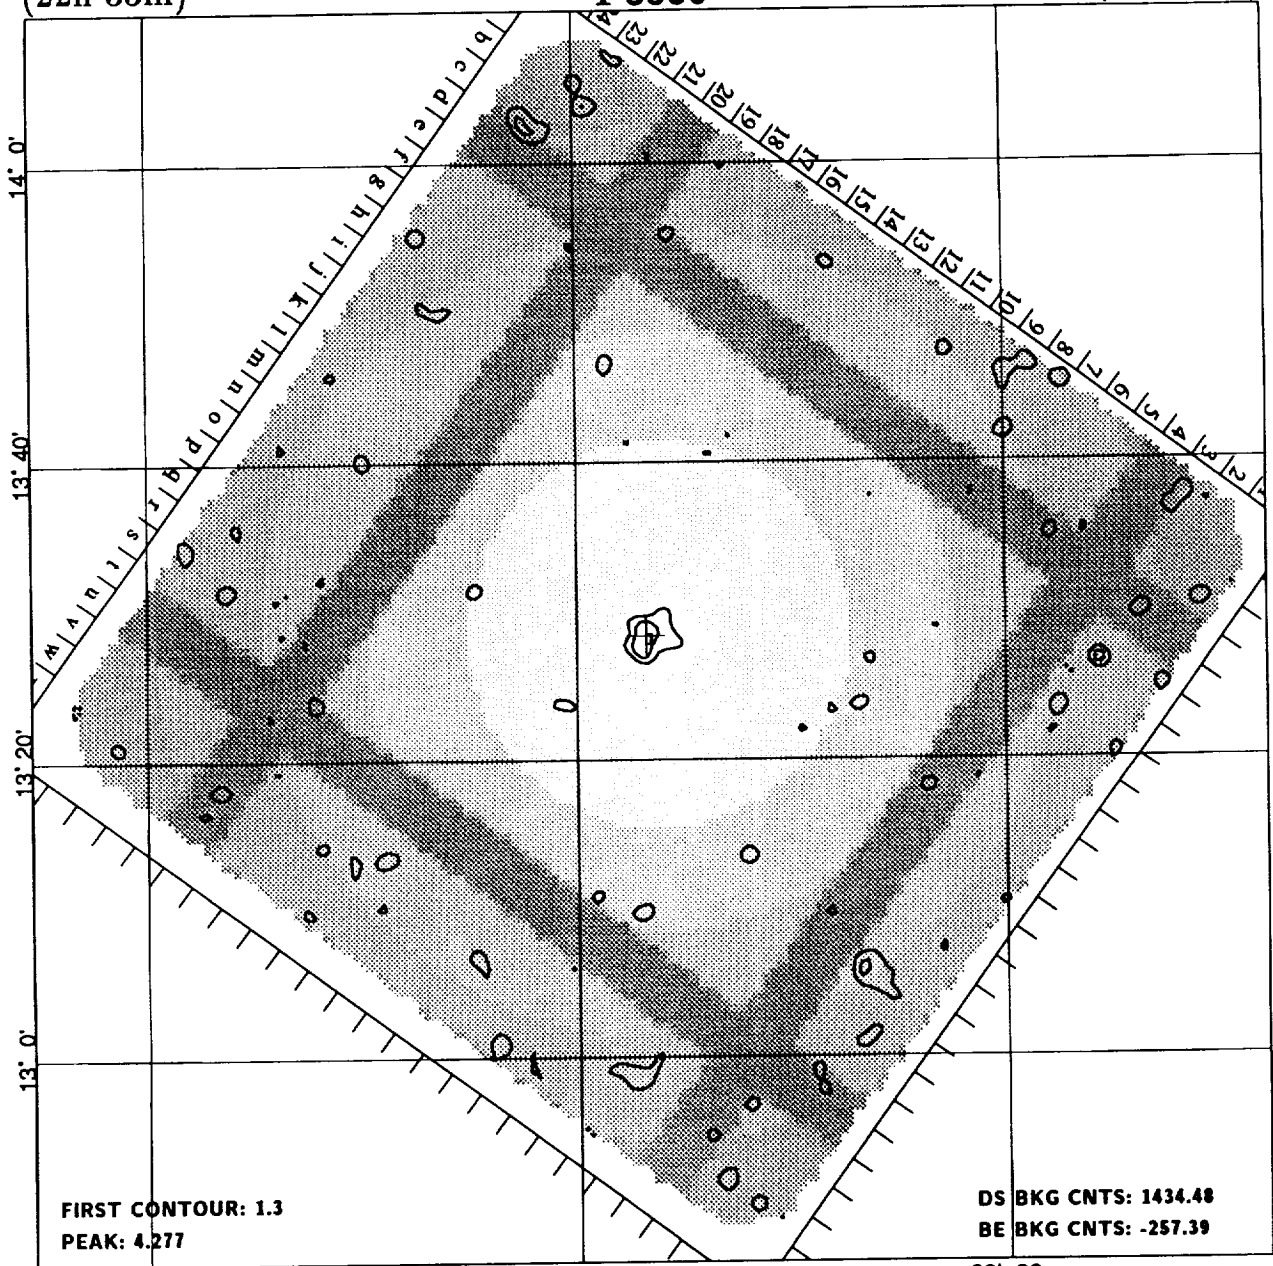 b c d e f g h i j k l m n o p q r s t u v w
23 22 21 20 19 18 17 16 15 14 13 12 11 10 9 8 7 6 5 4 3 2
14° 0'
13° 40'
13° 20'
13° 0'
FIRST CONTOUR: 1.3
PEAK: 4.277
DS BKG CNTS: 1434.48
BE BKG CNTS: -257.39